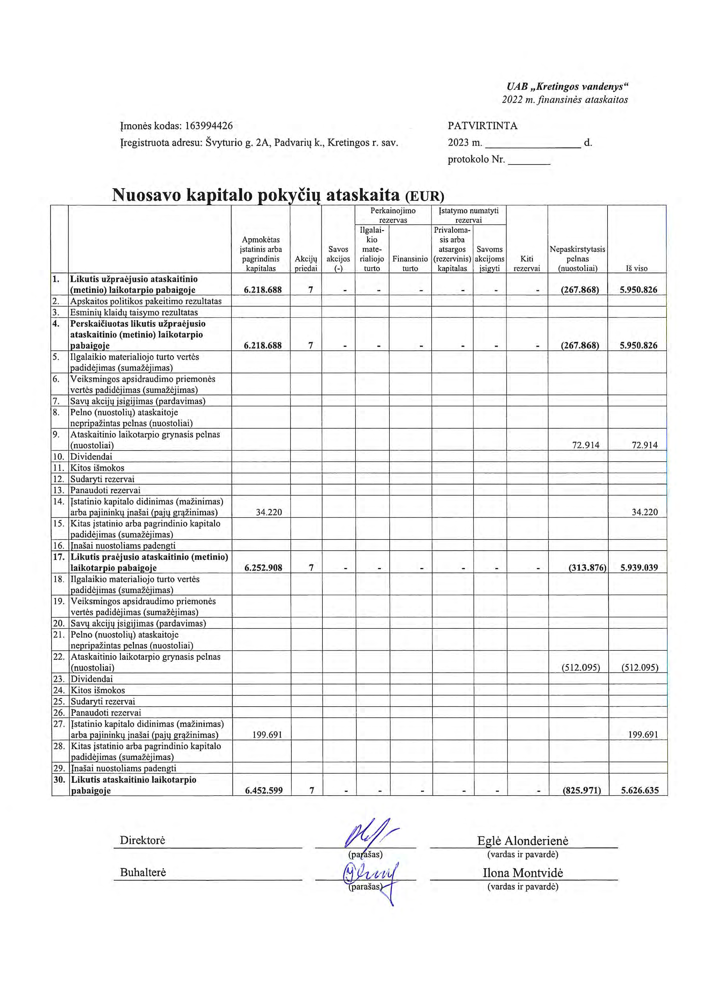 UAB „Kretingos vandenys“
2022 m. finansinės ataskaitos
Įmonės kodas: 163994426
PATVIRTINTA
Įregistruota adresu: Švyturio g. 2A, Padvarių k., Kretingos r. sav.
2023 m. ____________ d.
protokolo Nr. ________
Nuosavo kapitalo pokyčių ataskaita (EUR)
Apmokėtas įstatinis arba pagrindinis kapitalas
Akcijų priedai
Savos akcijos (-)
Perkainojimo rezervas
Ilgalai-
kio
mate-
rialiojo
turto
Finansinio turto
Įstatymo numatyti rezervai
Privaloma-
sis arba
atsargos
(rezervinis)
kapitalas
Savoms akcijoms įsigyti
Kiti rezervai
Nepaskirstytasis pelnas (nuostoliai)
Iš viso
1. Likutis užpraėjusio ataskaitinio
(metinio) laikotarpio pabaigoje 6.218.688 7 - - - - - - (267.868) 5.950.826
2. Apskaitos politikos pakeitimo rezultatas
3. Esminių klaidų taisymo rezultatas
4. Perskaičiuotas likutis užpraėjusio
ataskaitinio (metinio) laikotarpio
pabaigoje 6.218.688 7 - - - - - - (267.868) 5.950.826
5. Ilgalaikio materialiojo turto vertės
padidėjimas (sumažėjimas)
6. Veiksmingos apsidraudimo priemonės
vertės padidėjimas (sumažėjimas)
7. Savų akcijų įsigijimas (pardavimas)
8. Pelno (nuostolių) ataskaitoje
nepripažintas pelnas (nuostoliai)
9. Ataskaitinio laikotarpio grynasis pelnas
(nuostoliai) 72.914 72.914
10. Dividendai
11. Kitos išmokos
12. Sudaryti rezervai
13. Panaudoti rezervai
14. Įstatinio kapitalo didinimas (mažinimas)
arba pajininkų įnašai (pajų grąžinimas) 34.220 34.220
15. Kitas įstatinio arba pagrindinio kapitalo
padidėjimas (sumažėjimas)
16. Įnašai nuostoliams padengti
17. Likutis praėjusio ataskaitinio (metinio)
laikotarpio pabaigoje 6.252.908 7 - - - - - - (313.876) 5.939.039
18. Ilgalaikio materialiojo turto vertės
padidėjimas (sumažėjimas)
19. Veiksmingos apsidraudimo priemonės
vertės padidėjimas (sumažėjimas)
20. Savų akcijų įsigijimas (pardavimas)
21. Pelno (nuostolių) ataskaitoje
nepripažintas pelnas (nuostoliai)
22. Ataskaitinio laikotarpio grynasis pelnas
(nuostoliai) (512.095) (512.095)
23. Dividendai
24. Kitos išmokos
25. Sudaryti rezervai
26. Panaudoti rezervai
27. Įstatinio kapitalo didinimas (mažinimas)
arba pajininkų įnašai (pajų grąžinimas) 199.691 199.691
28. Kitas įstatinio arba pagrindinio kapitalo
padidėjimas (sumažėjimas)
29. Įnašai nuostoliams padengti
30. Likutis ataskaitinio laikotarpio
pabaigoje 6.452.599 7 - - - - - - (825.971) 5.626.635
Direktorė Eglė Alonderienė
(parašas) (vardas ir pavardė)
Buhalterė Ilona Montvidė
(parašas) (vardas ir pavardė)